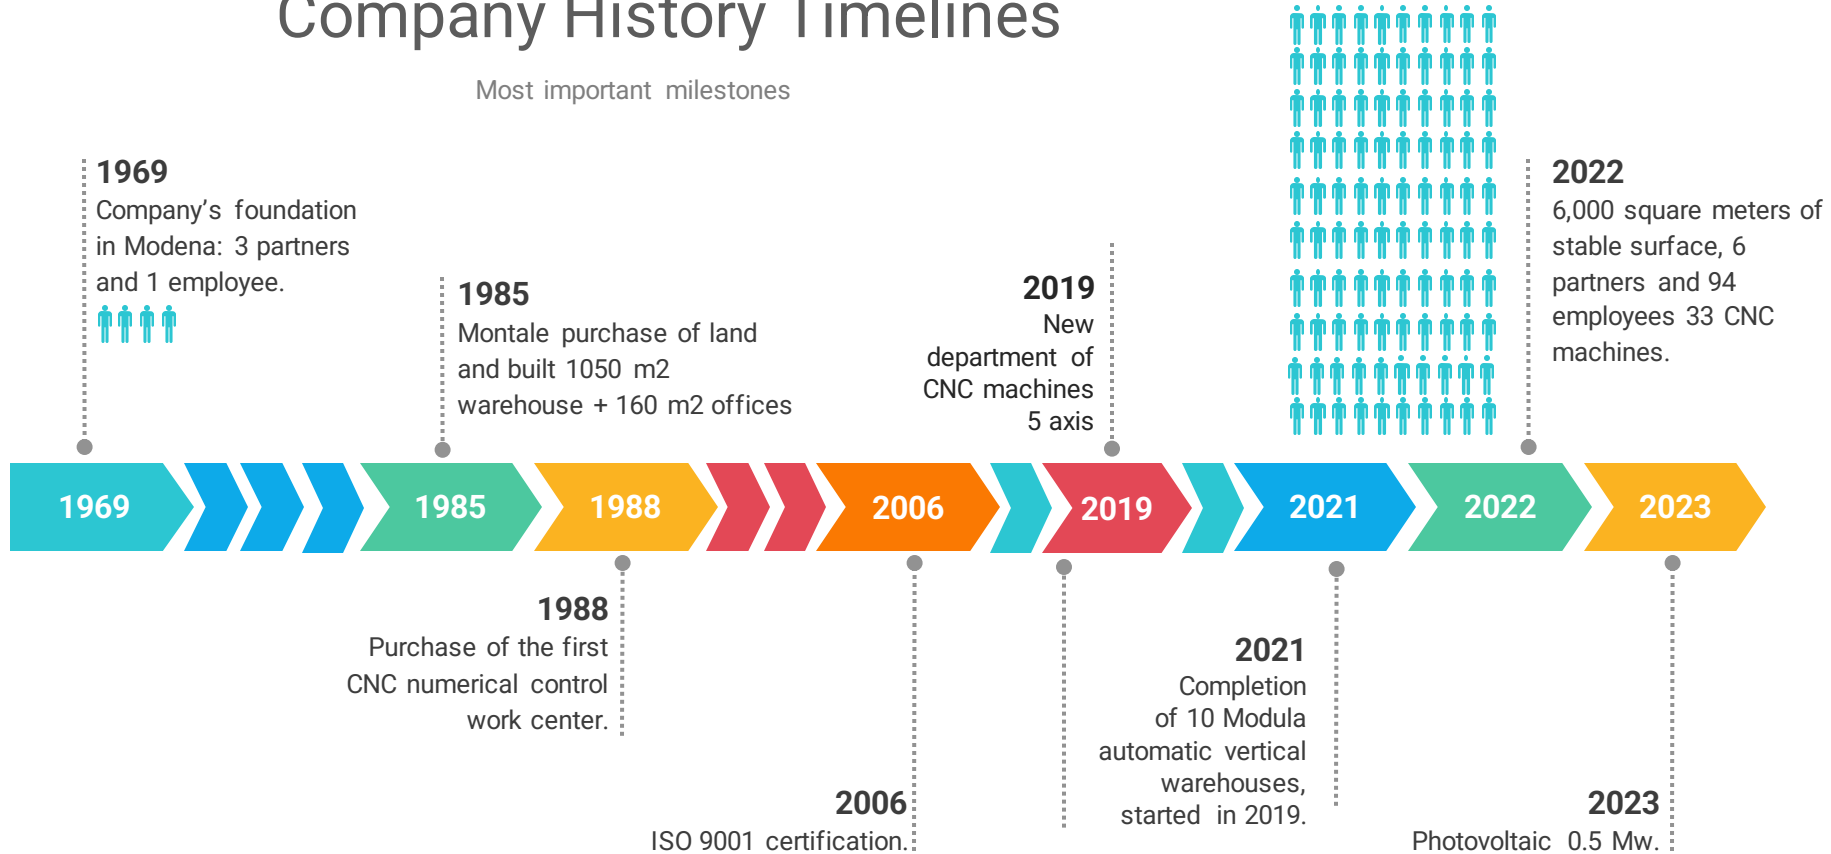 Company History Timelines
Most important milestones
1969
Company's foundation
in Modena: 3 partners
and 1 employee.
1985
Montale purchase of land
and built 1050 m2
warehouse + 160 m2 offices
2019
New
department of
CNC machines
5 axis
2022
6,000 square meters of
stable surface, 6
partners and 94
employees 33 CNC
machines.
1969
1985
1988
2006
2019
2021
2022
2023
1988
Purchase of the first
CNC numerical control
work center.
2006
ISO 9001 certification.
2021
Completion
of 10 Modula
automatic vertical
warehouses,
started in 2019.
2023
Photovoltaic 0.5 Mw.